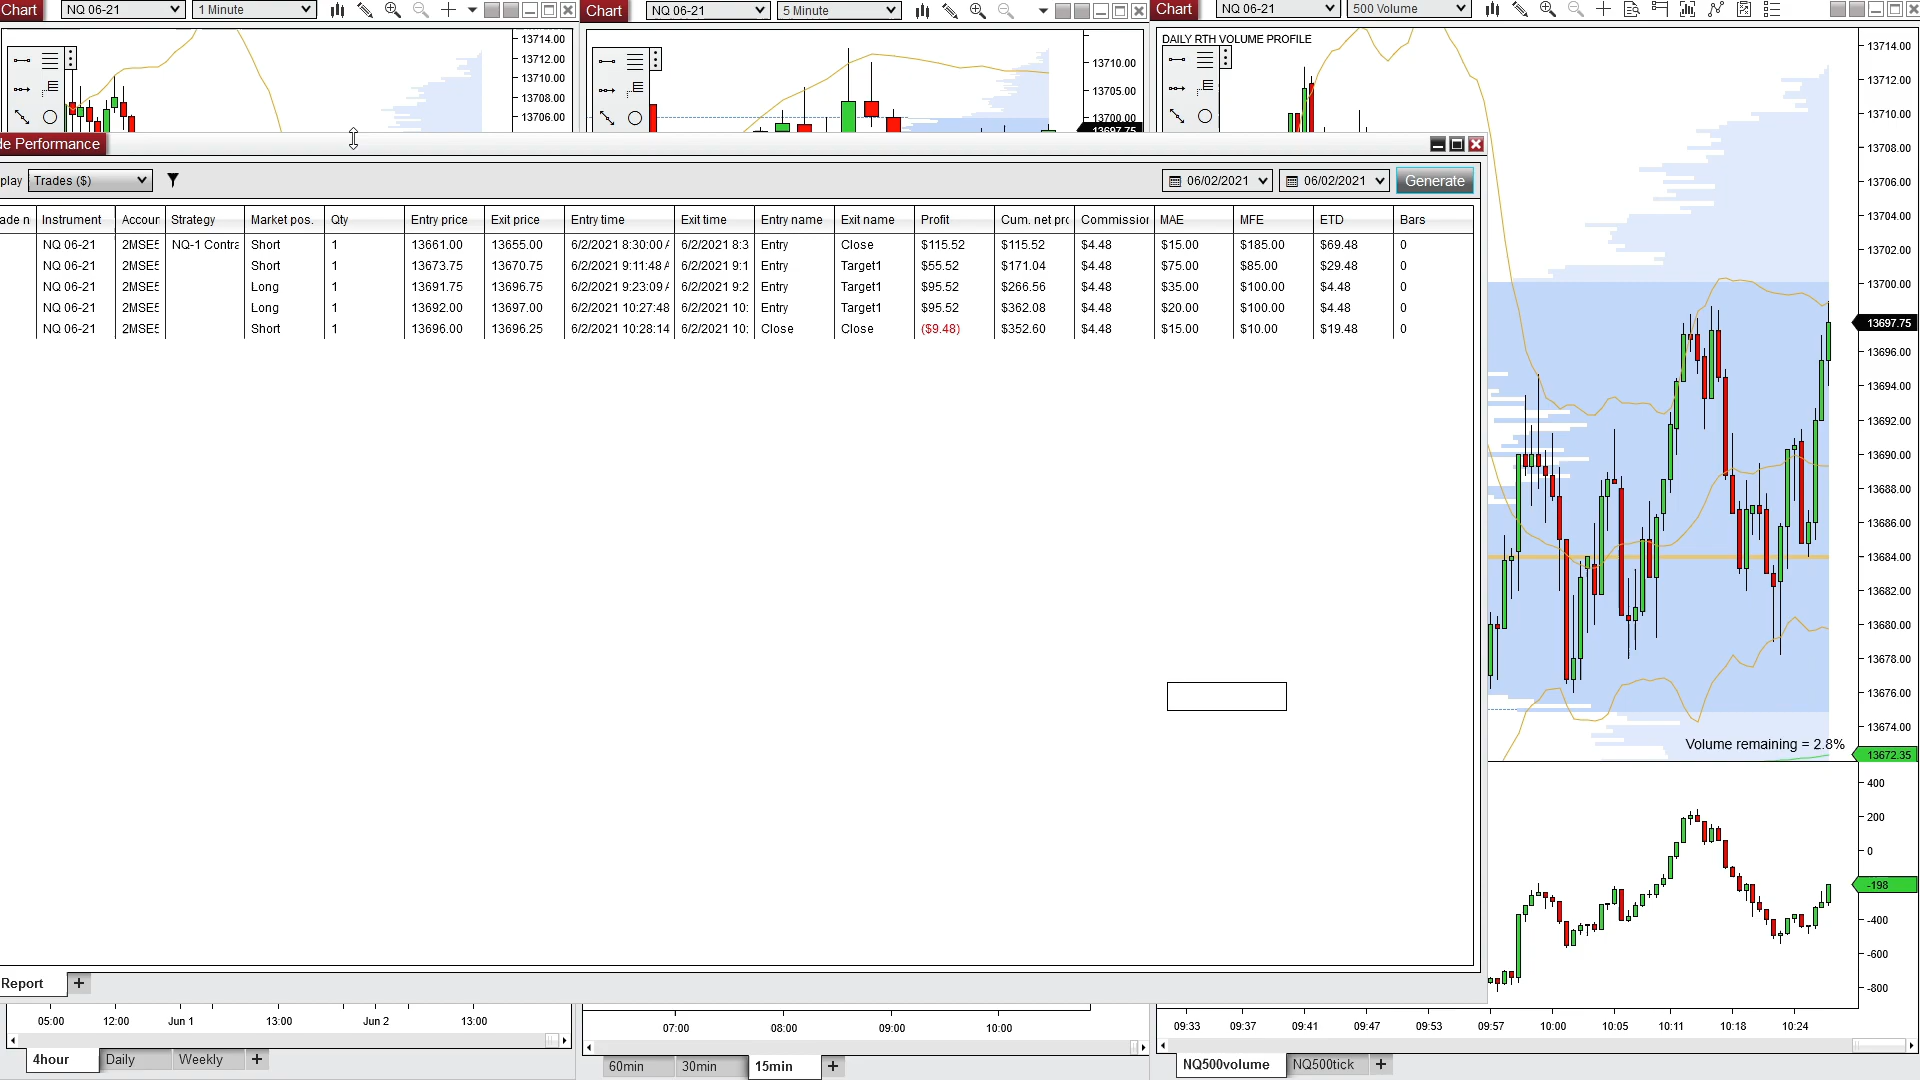 Chart NQ 06-21 1 Minute
Chart NQ 06-21 5 Minute
Chart NQ 06-21 500 Volume
13714.00
13712.00
13710.00
13708.00
13706.00
13710.00
13705.00
13700.00
13697.75
DAILY RTH VOLUME PROFILE
de Performance
play Trades ($) 06/02/2021 06/02/2021 Generate
ade n Instrument Accour Strategy Market pos. Qty Entry price Exit price Entry time Exit time Entry name Exit name Profit Cum. net prc Commissior MAE MFE ETD Bars
NQ 06-21 2MSE5 NQ-1 Contra Short 1 13661.00 13655.00 6/2/2021 8:30:00 A 6/2/2021 8:3 Entry Close $115.52 $115.52 $4.48 $15.00 $185.00 $69.48 0
NQ 06-21 2MSE5 Short 1 13673.75 13670.75 6/2/2021 9:11:48 A 6/2/2021 9:1 Entry Target1 $55.52 $171.04 $4.48 $75.00 $85.00 $29.48 0
NQ 06-21 2MSE5 Long 1 13691.75 13696.75 6/2/2021 9:23:09 A 6/2/2021 9:2 Entry Target1 $95.52 $266.56 $4.48 $35.00 $100.00 $4.48 0
NQ 06-21 2MSE5 Long 1 13692.00 13697.00 6/2/2021 10:27:48 6/2/2021 10: Entry Target1 $95.52 $362.08 $4.48 $20.00 $100.00 $4.48 0
NQ 06-21 2MSE5 Short 1 13696.00 13696.25 6/2/2021 10:28:14 6/2/2021 10: Close Close ($9.48) $352.60 $4.48 $15.00 $10.00 $19.48 0
13714.00
13712.00
13710.00
13708.00
13706.00
13704.00
13702.00
13700.00
13697.75
13696.00
13694.00
13692.00
13690.00
13688.00
13686.00
13684.00
13682.00
13680.00
13678.00
13676.00
13674.00
Volume remaining = 2.8%
13672.35
400
200
0
-198
-400
-600
-800
Report +
05:00 12:00 Jun 1 13:00 Jun 2 13:00
07:00 08:00 09:00 10:00
09:33 09:37 09:41 09:47 09:53 09:57 10:00 10:05 10:11 10:18 10:24
4hour Daily Weekly +
60min 30min 15min +
NQ500volume NQ500tick +